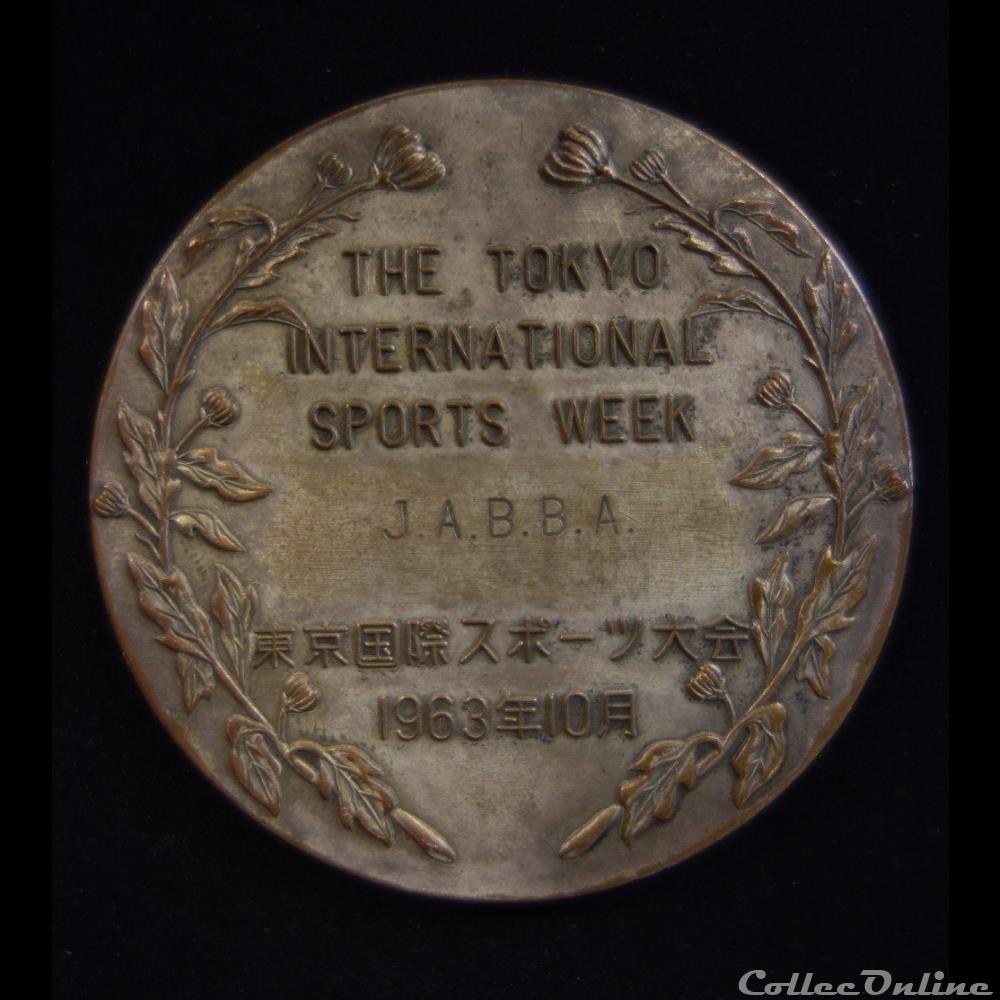 THE TOKYO
INTERNATIONAL
SPORTS WEEK
J.A.B.B.A.
東京国際スポーツ大会
1963年10月
ColleeOnline